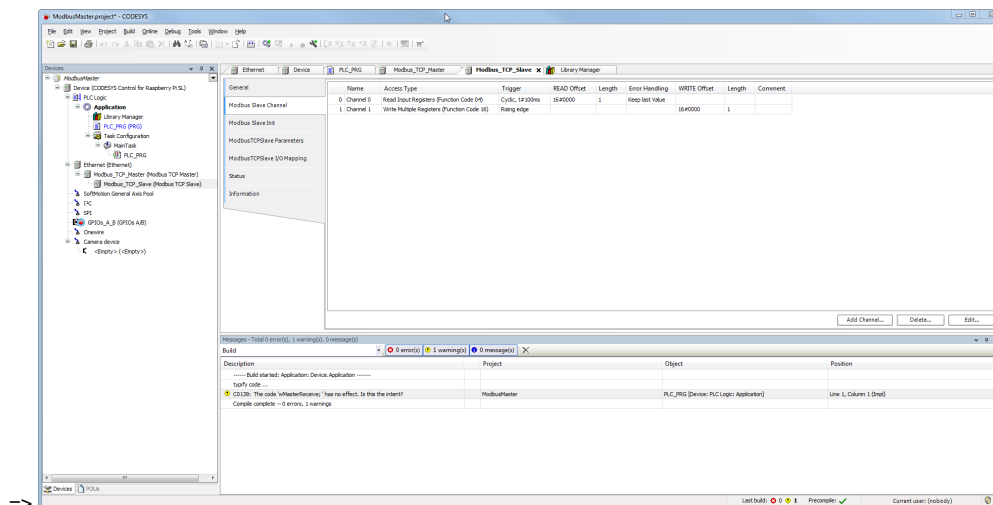 ModbusMaster.project* - CODESYS
File Edit View Project Build Online Debug Tools Window Help
Devices
ModbusMaster
Device (CODESYS Control for Raspberry Pi SL)
PLC Logic
Application
Library Manager
PLC_PRG (PRG)
Task Configuration
MainTask
PLC_PRG
Ethernet (Ethernet)
Modbus_TCP_Master (Modbus TCP Master)
Modbus_TCP_Slave (Modbus TCP Slave)
SoftMotion General Axis Pool
I²C
SPI
GPIOs_A_B (GPIOs A/B)
Onewire
Camera device
<Empty> (<Empty>)
Devices POUs
Ethernet Device PLC_PRG Modbus_TCP_Master Modbus_TCP_Slave Library Manager
General
Modbus Slave Channel
Modbus Slave Init
ModbusTCPSlave Parameters
ModbusTCPSlave I/O Mapping
Status
Information
Name Access Type Trigger READ Offset Length Error Handling WRITE Offset Length Comment
0 Channel 0 Read Input Registers (Function Code 04) Cyclic, t#100ms 16#0000 1 Keep last Value
1 Channel 1 Write Multiple Registers (Function Code 16) Rising edge 16#0000 1
Add Channel... Delete... Edit...
Messages - Total 0 error(s), 1 warning(s), 0 message(s)
Build 0 error(s) 1 warning(s) 0 message(s)
Description Project Object Position
------ Build started: Application: Device.Application -------
typify code ...
C0139: The code 'wMasterReceive; ' has no effect. Is this the intent? ModbusMaster PLC_PRG [Device: PLC Logic: Application] Line 1, Column 1 (Impl)
Compile complete -- 0 errors, 1 warnings
Last build: 0 1 Precompile: Current user: (nobody)
-->